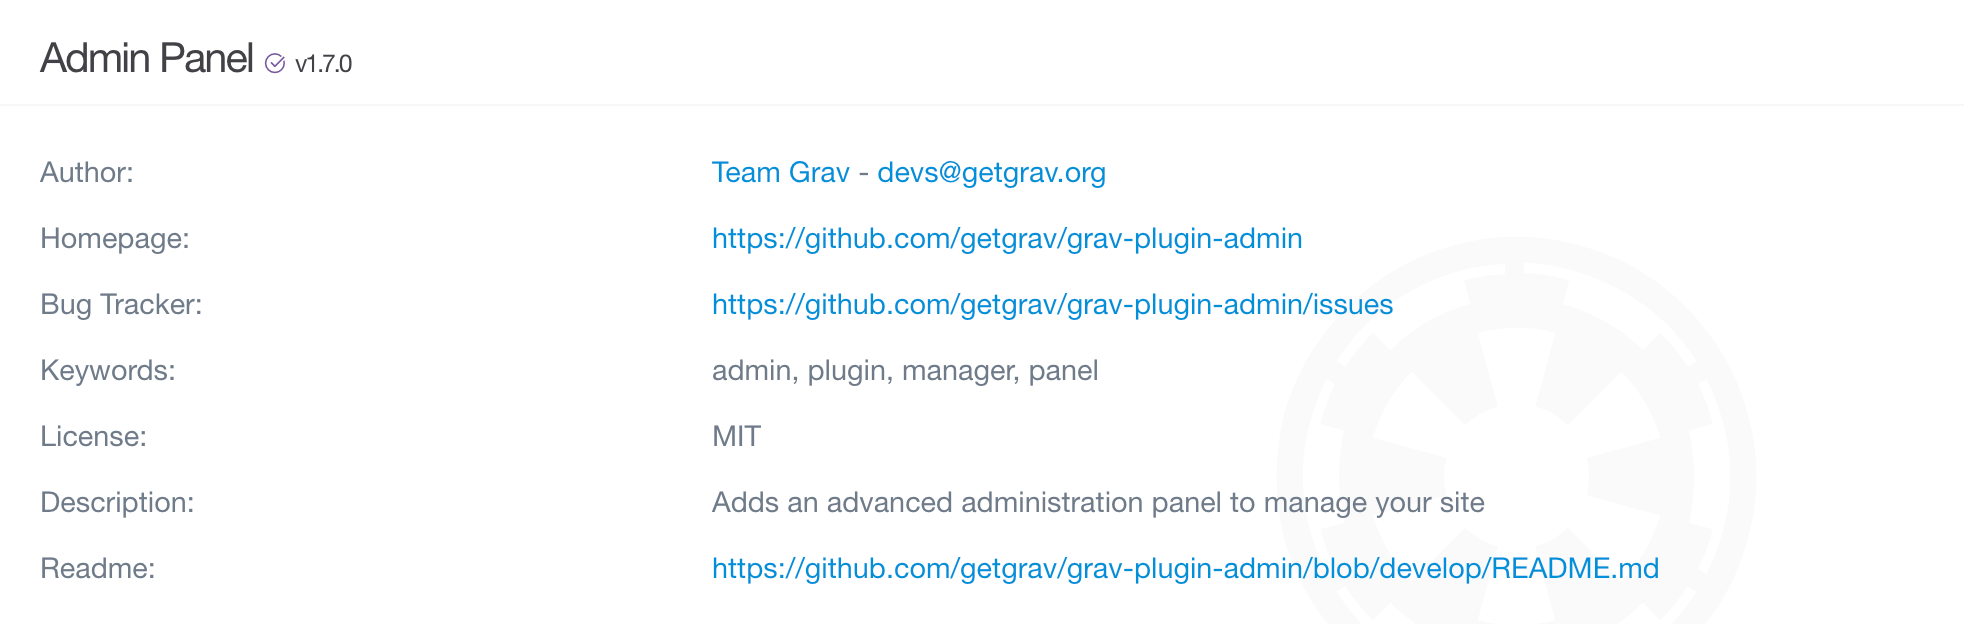 Admin Panel v1.7.0
Author: Team Grav - devs@getgrav.org
Homepage: https://github.com/getgrav/grav-plugin-admin
Bug Tracker: https://github.com/getgrav/grav-plugin-admin/issues
Keywords: admin, plugin, manager, panel
License: MIT
Description: Adds an advanced administration panel to manage your site
Readme: https://github.com/getgrav/grav-plugin-admin/blob/develop/README.md